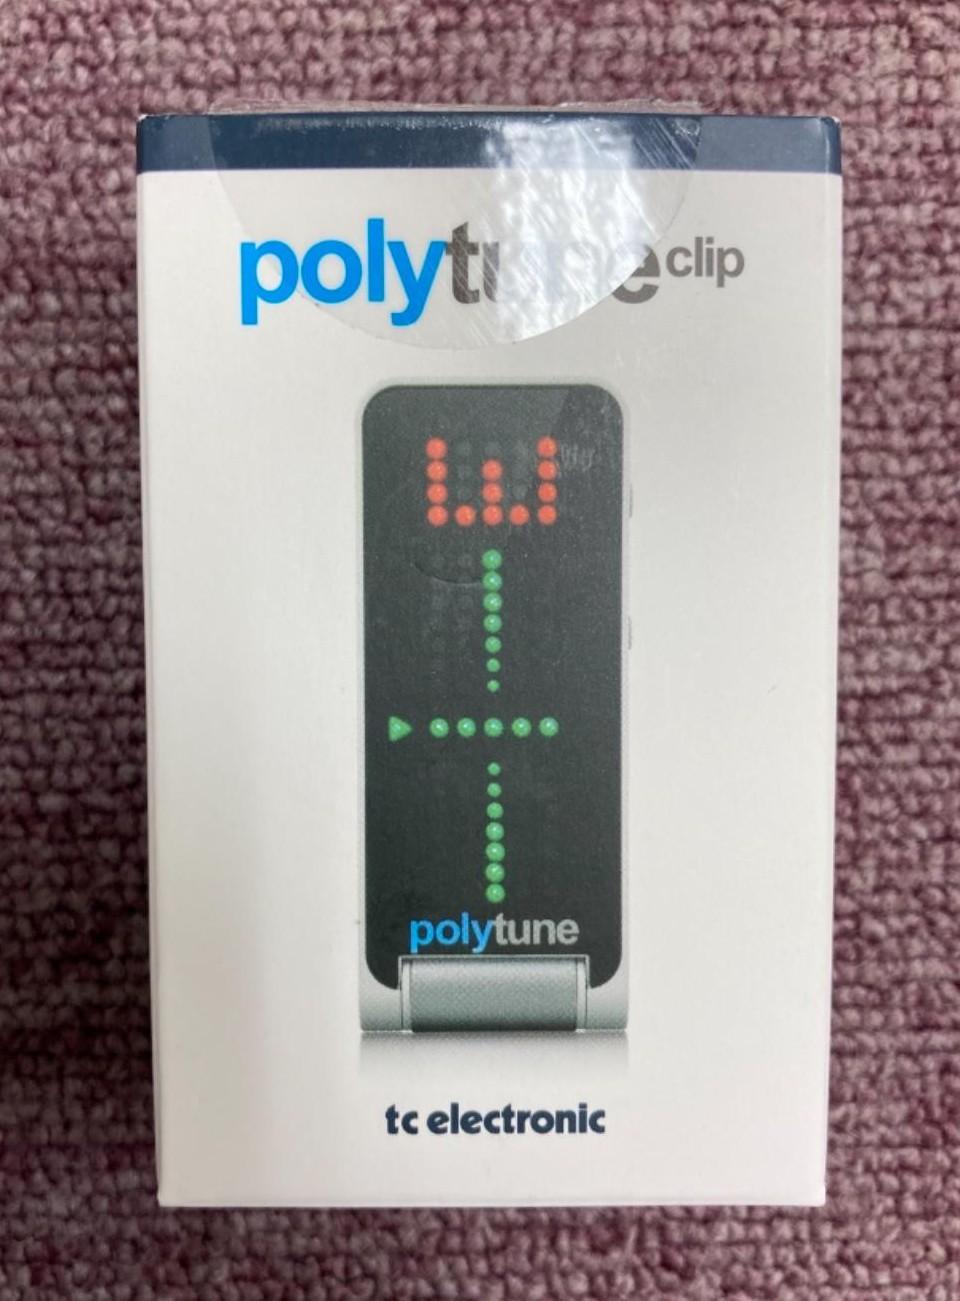 polytune clip
E
polytune
tc electronic